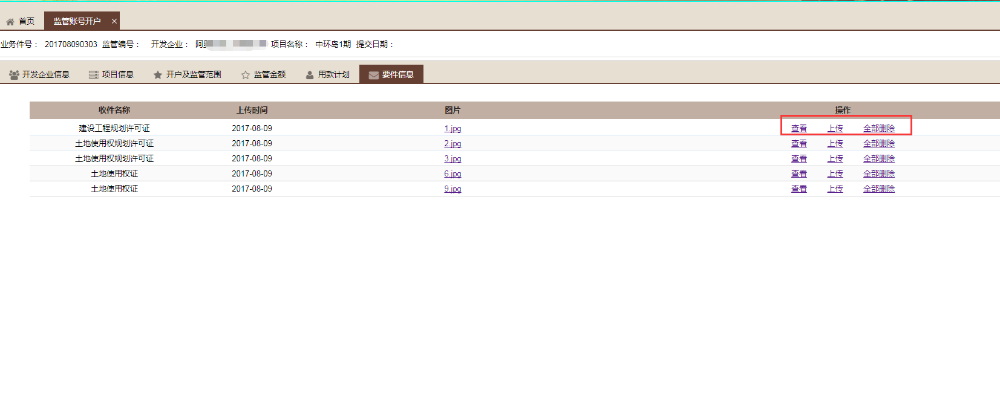 首页 监管账号开户 ×
业务件号： 201708090303 监管编号： 开发企业： 阿 项目名称： 中环岛1期 提交日期：
开发企业信息 项目信息 开户及监管范围 监管金额 用款计划 要件信息
收件名称 上传时间 图片 操作
建设工程规划许可证 2017-08-09 1.jpg 查看 上传 全部删除
土地使用权规划许可证 2017-08-09 2.jpg 查看 上传 全部删除
土地使用权规划许可证 2017-08-09 3.jpg 查看 上传 全部删除
土地使用权证 2017-08-09 6.jpg 查看 上传 全部删除
土地使用权证 2017-08-09 9.jpg 查看 上传 全部删除